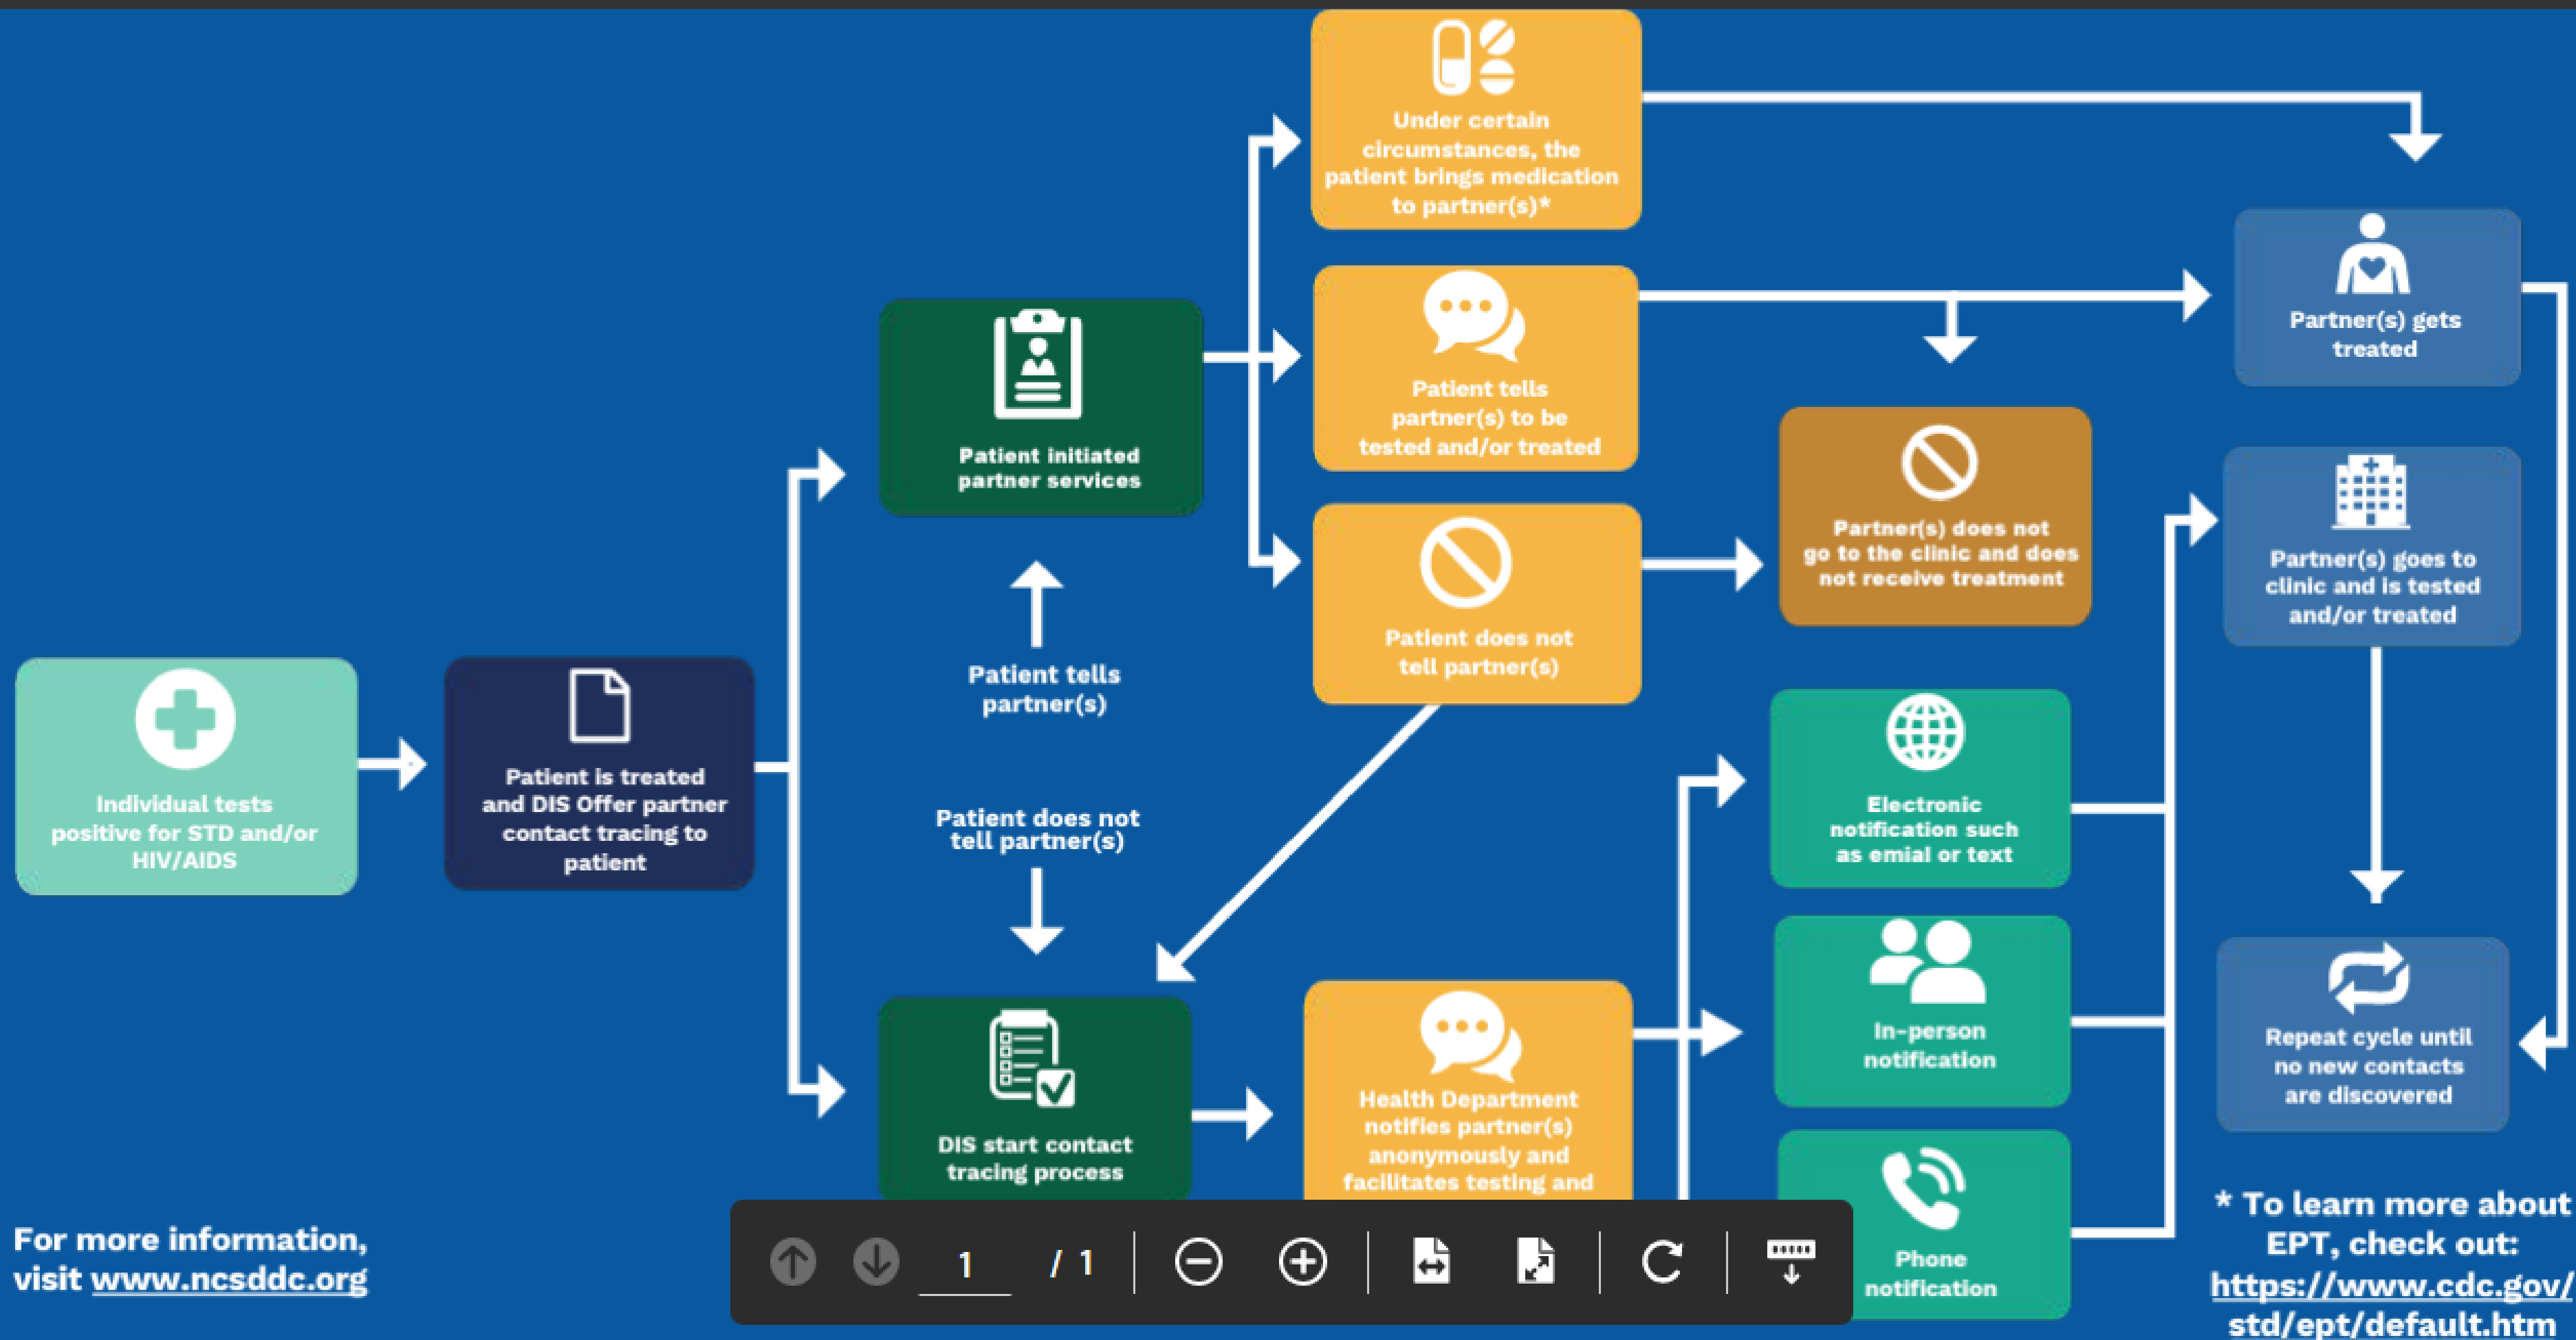 Under certain
circumstances, the
patient brings medication
to partner(s)*
Patient initiated
partner services
Patient tells
partner(s) to be
tested and/or treated
Partner(s) gets
treated
Patient does not
tell partner(s)
Partner(s) does not
go to the clinic and does
not receive treatment
Partner(s) goes to
clinic and is tested
and/or treated
Individual tests
positive for STD and/or
HIV/AIDS
Patient is treated
and DIS Offer partner
contact tracing to
patient
Patient tells
partner(s)
Patient does not
tell partner(s)
DIS start contact
tracing process
Health Department
notifies partner(s)
anonymously and
facilitates testing and
Electronic
notification such
as emial or text
In-person
notification
Phone
notification
Repeat cycle until
no new contacts
are discovered
For more information,
visit www.ncsddc.org
* To learn more about
EPT, check out:
https://www.cdc.gov/
std/ept/default.htm
1 / 1